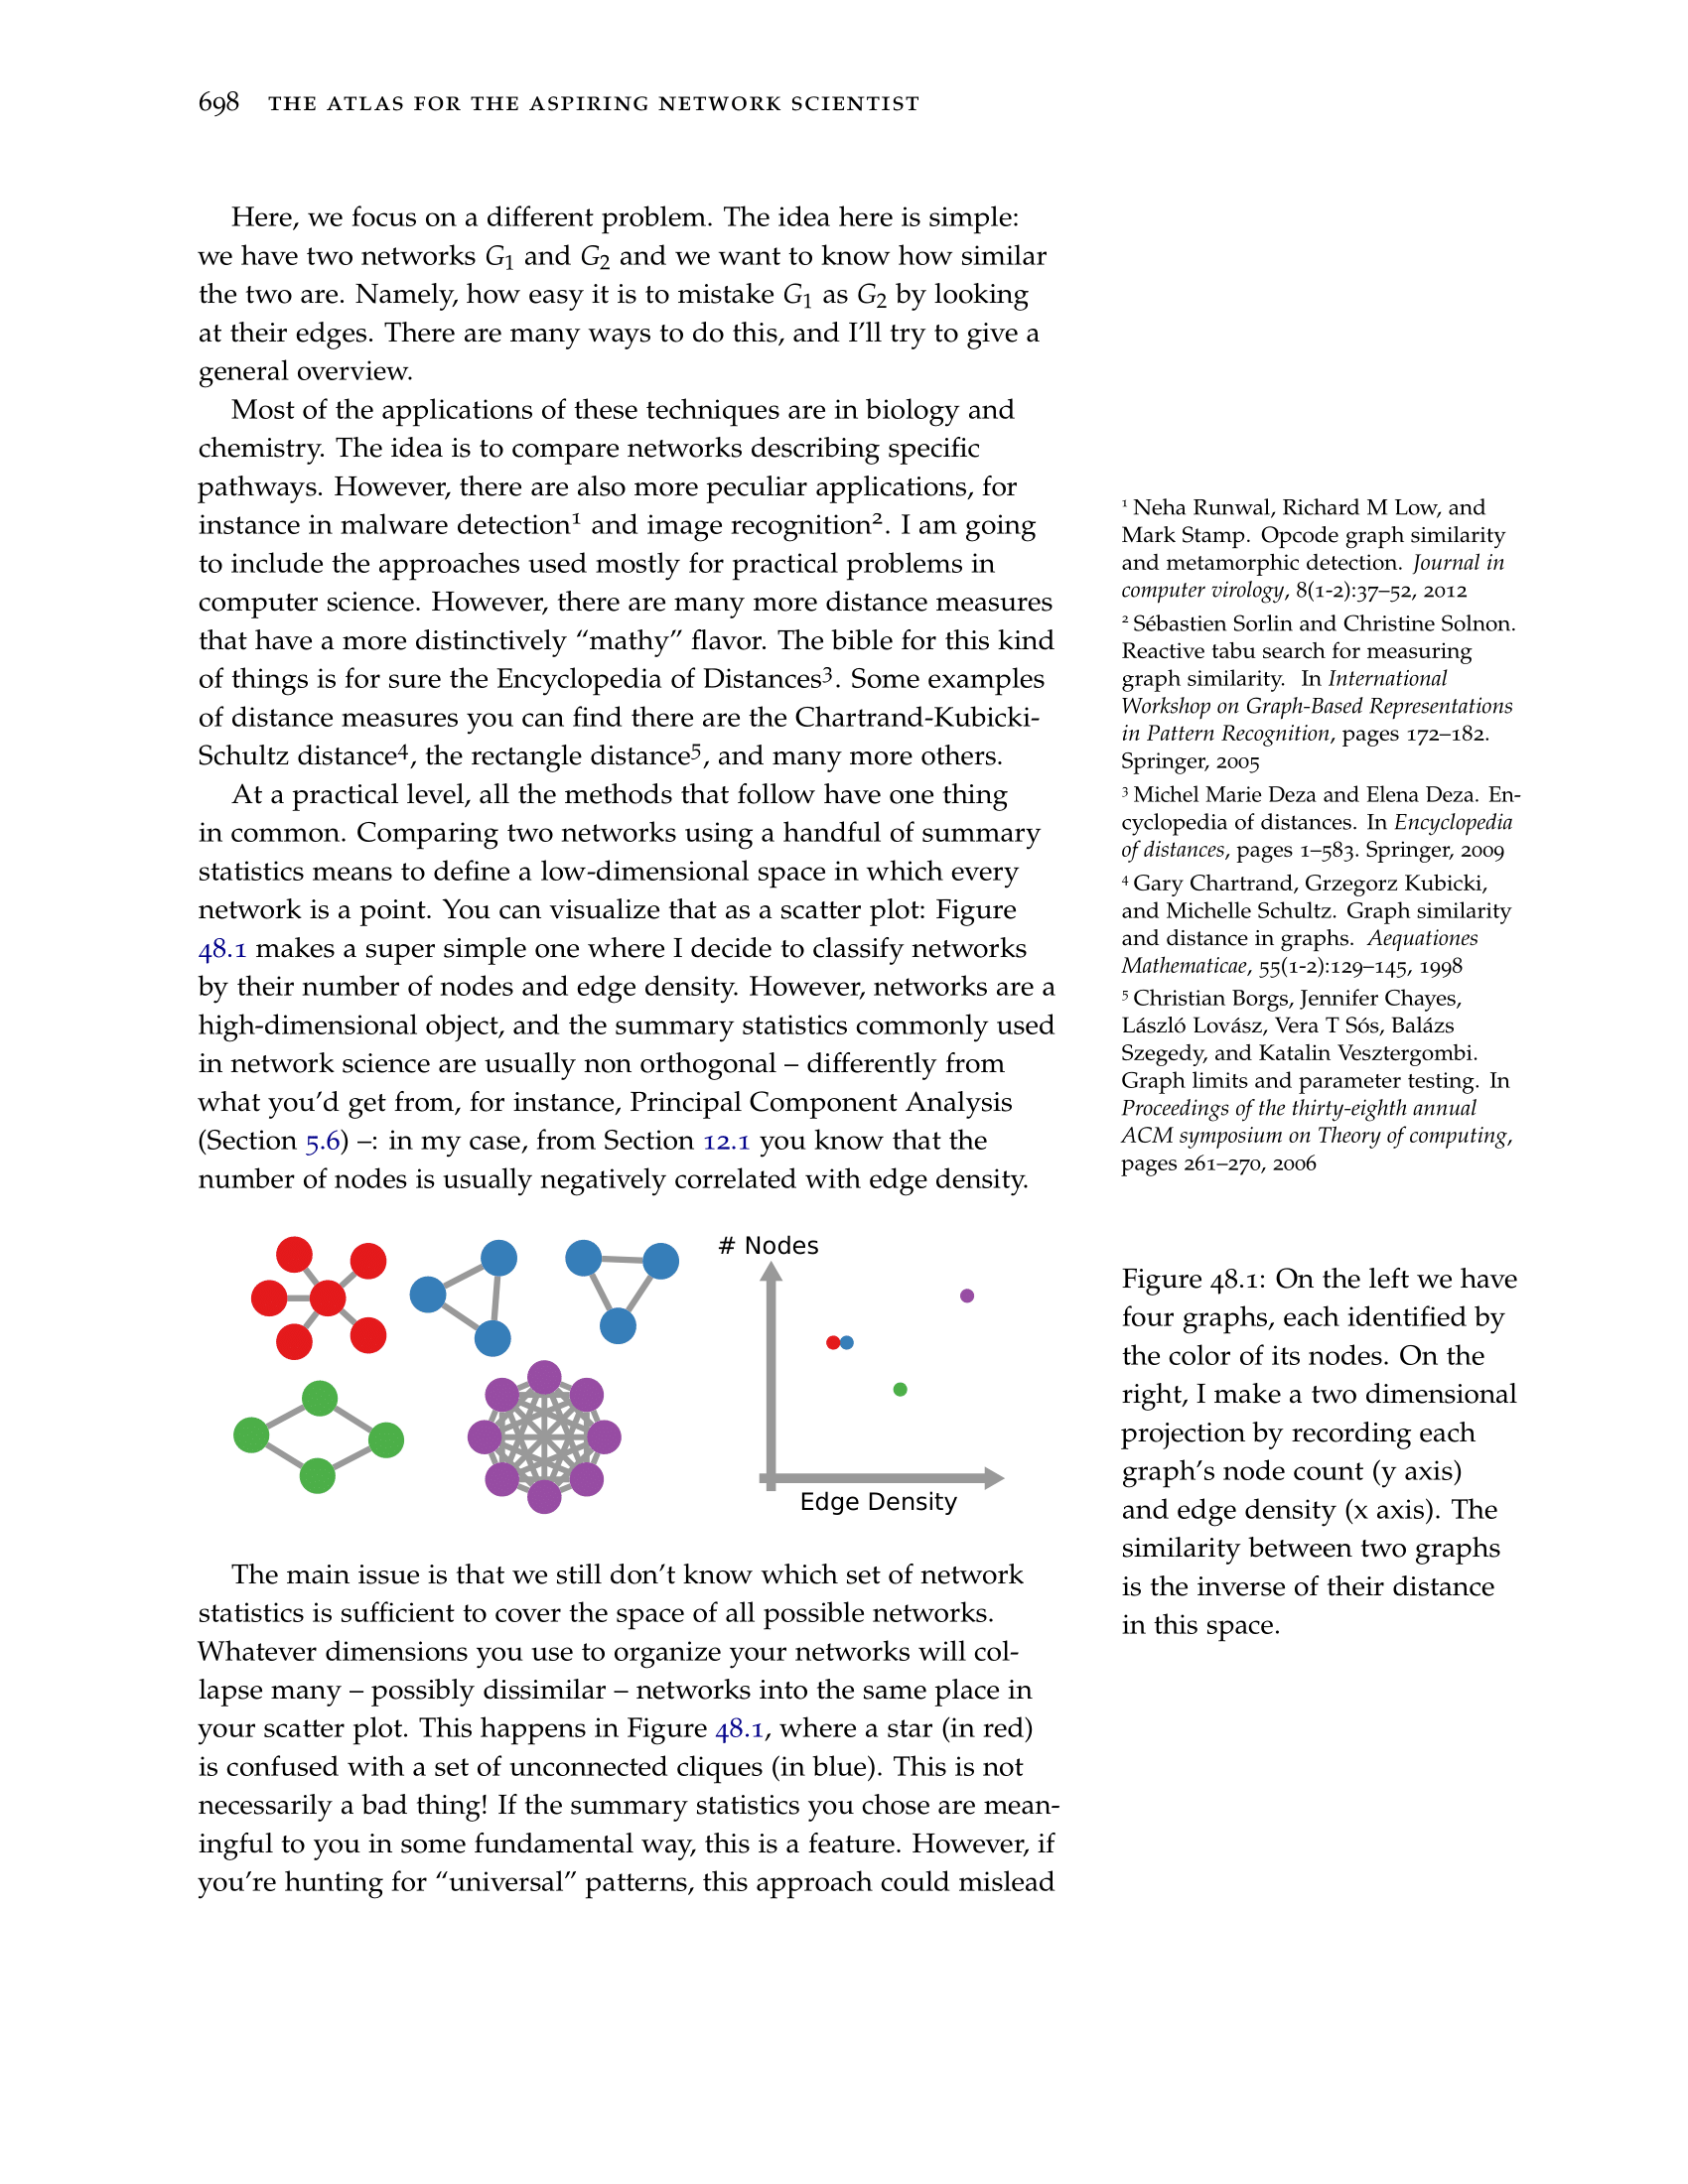 698 THE ATLAS FOR THE ASPIRING NETWORK SCIENTIST
Here, we focus on a different problem. The idea here is simple:
we have two networks G1 and G2 and we want to know how similar
the two are. Namely, how easy it is to mistake G1 as G2 by looking
at their edges. There are many ways to do this, and I'll try to give a
general overview.
Most of the applications of these techniques are in biology and
chemistry. The idea is to compare networks describing specific
pathways. However, there are also more peculiar applications, for
instance in malware detection1 and image recognition2. I am going
to include the approaches used mostly for practical problems in
computer science. However, there are many more distance measures
that have a more distinctively “mathy” flavor. The bible for this kind
of things is for sure the Encyclopedia of Distances3. Some examples
of distance measures you can find there are the Chartrand-Kubicki-
Schultz distance4, the rectangle distance5, and many more others.
At a practical level, all the methods that follow have one thing
in common. Comparing two networks using a handful of summary
statistics means to define a low-dimensional space in which every
network is a point. You can visualize that as a scatter plot: Figure
48.1 makes a super simple one where I decide to classify networks
by their number of nodes and edge density. However, networks are a
high-dimensional object, and the summary statistics commonly used
in network science are usually non orthogonal – differently from
what you'd get from, for instance, Principal Component Analysis
(Section 5.6) –: in my case, from Section 12.1 you know that the
number of nodes is usually negatively correlated with edge density.
1 Neha Runwal, Richard M Low, and
Mark Stamp. Opcode graph similarity
and metamorphic detection. Journal in
computer virology, 8(1-2):37–52, 2012
2 Sébastien Sorlin and Christine Solnon.
Reactive tabu search for measuring
graph similarity. In International
Workshop on Graph-Based Representations
in Pattern Recognition, pages 172–182.
Springer, 2005
3 Michel Marie Deza and Elena Deza. En-
cyclopedia of distances. In Encyclopedia
of distances, pages 1–583. Springer, 2009
4 Gary Chartrand, Grzegorz Kubicki,
and Michelle Schultz. Graph similarity
and distance in graphs. Aequationes
Mathematicae, 55(1-2):129–145, 1998
5 Christian Borgs, Jennifer Chayes,
László Lovász, Vera T Sós, Balázs
Szegedy, and Katalin Vesztergombi.
Graph limits and parameter testing. In
Proceedings of the thirty-eighth annual
ACM symposium on Theory of computing,
pages 261–270, 2006
# Nodes
Edge Density
Figure 48.1: On the left we have
four graphs, each identified by
the color of its nodes. On the
right, I make a two dimensional
projection by recording each
graph's node count (y axis)
and edge density (x axis). The
similarity between two graphs
is the inverse of their distance
in this space.
The main issue is that we still don't know which set of network
statistics is sufficient to cover the space of all possible networks.
Whatever dimensions you use to organize your networks will col-
lapse many – possibly dissimilar – networks into the same place in
your scatter plot. This happens in Figure 48.1, where a star (in red)
is confused with a set of unconnected cliques (in blue). This is not
necessarily a bad thing! If the summary statistics you chose are mean-
ingful to you in some fundamental way, this is a feature. However, if
you're hunting for “universal” patterns, this approach could mislead